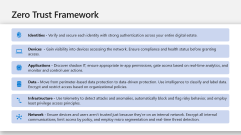 Zero Trust Framework
Identities - Verify and secure each identity with strong authentication across your entire digital estate.
Devices - Gain visibility into devices accessing the network. Ensure compliance and health status before granting
access.
Applications - Discover shadow IT, ensure appropriate in-app permissions, gate access based on real-time analytics, and
monitor and control user actions.
Data - Move from perimeter-based data protection to data-driven protection. Use intelligence to classify and label data.
Encrypt and restrict access based on organizational policies.
Infrastructure - Use telemetry to detect attacks and anomalies, automatically block and flag risky behavior, and employ
least privilege access principles.
Network - Ensure devices and users aren't trusted just because they're on an internal network. Encrypt all internal
communications, limit access by policy, and employ microsegmentation and real-time threat detection.